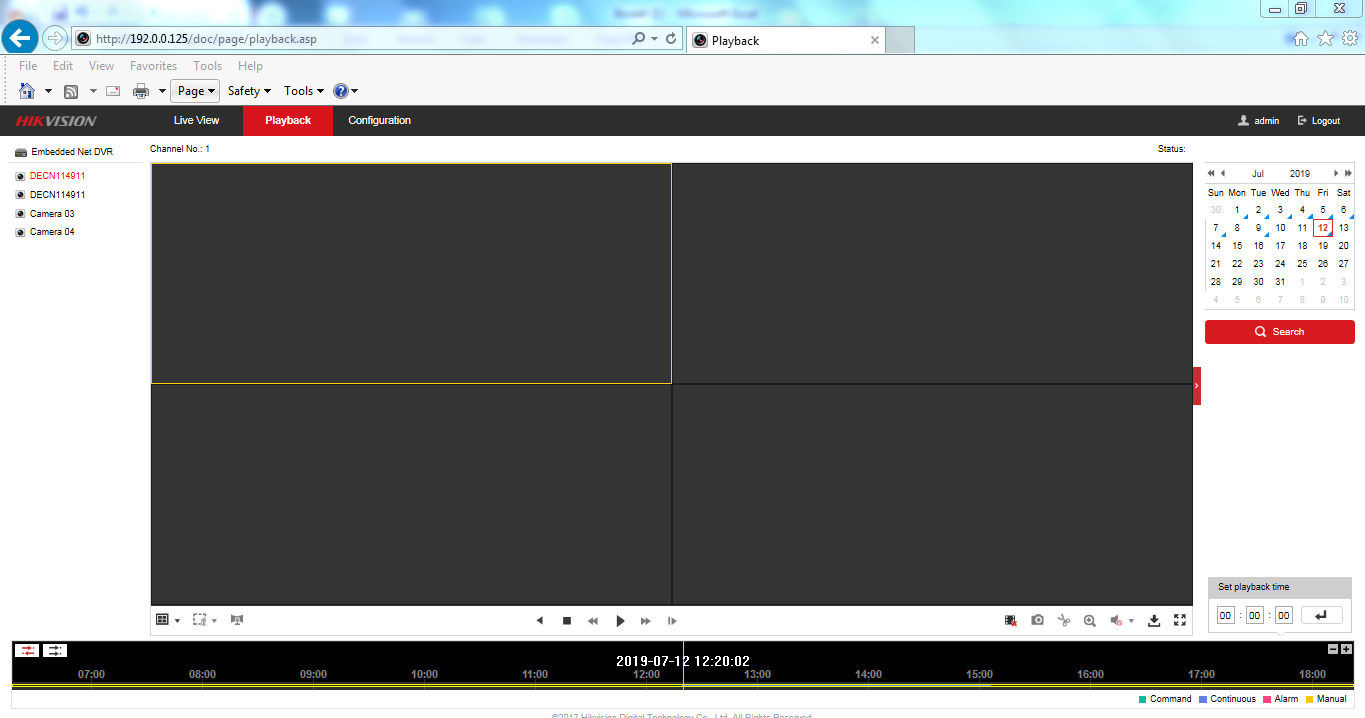 http://192.0.0.125/doc/page/playback.asp
Playback
File Edit View Favorites Tools Help
Page Safety Tools
HIKVISION Live View Playback Configuration admin Logout
Embedded Net DVR
DECN114911
DECN114911
Camera 03
Camera 04
Channel No.: 1
Status:
Jul 2019
Sun Mon Tue Wed Thu Fri Sat
30 1 2 3 4 5 6
7 8 9 10 11 12 13
14 15 16 17 18 19 20
21 22 23 24 25 26 27
28 29 30 31 1 2 3
4 5 6 7 8 9 10
Search
Set playback time
00 : 00 : 00
2019-07-12 12:20:02
07:00 08:00 09:00 10:00 11:00 12:00 13:00 14:00 15:00 16:00 17:00 18:00
Command Continuous Alarm Manual
©2017 Hikvision Digital Technology Co., Ltd. All Rights Reserved.